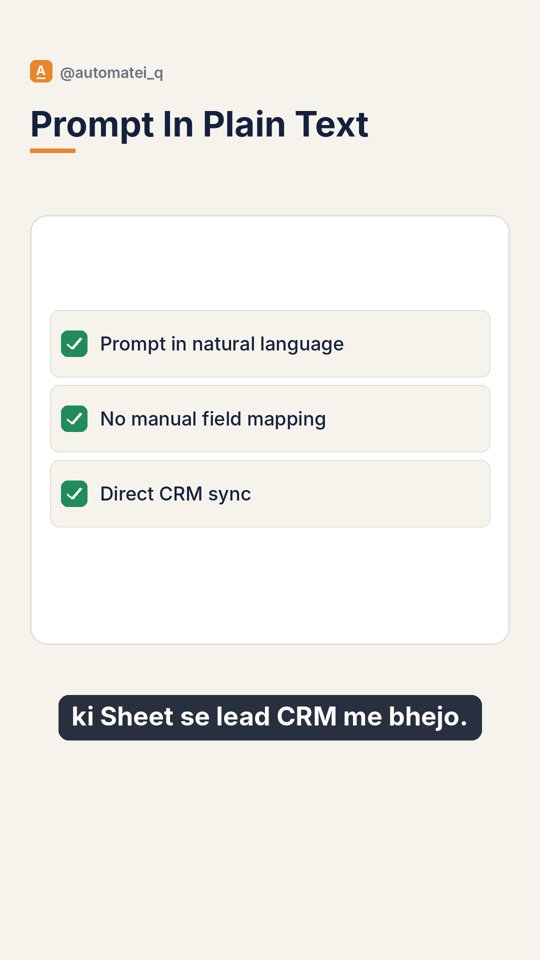 A @automatei_q
Prompt In Plain Text
Prompt in natural language
No manual field mapping
Direct CRM sync
ki Sheet se lead CRM me bhejo.